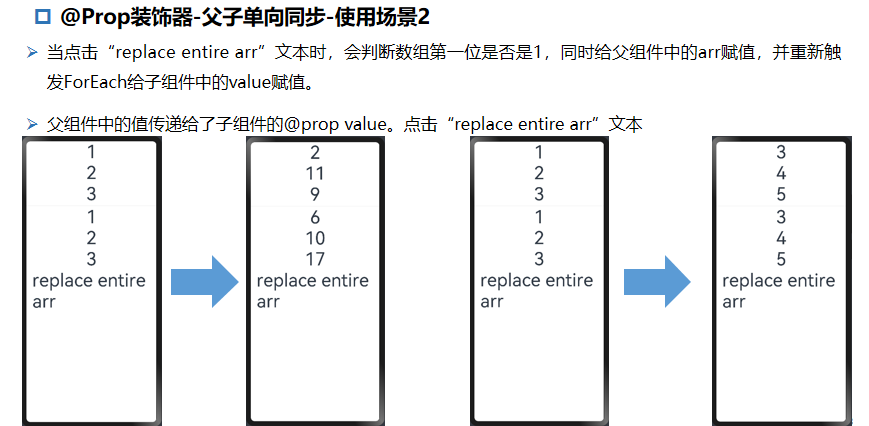 @Prop装饰器-父子单向同步-使用场景2
当点击“replace entire arr”文本时，会判断数组第一位是否是1，同时给父组件中的arr赋值，并重新触
发ForEach给子组件中的value赋值。
父组件中的值传递给了子组件的@prop value。点击“replace entire arr”文本
1
2
3
1
2
3
replace entire
arr
2
11
9
6
10
17
replace entire
arr
1
2
3
1
2
3
replace entire
arr
3
4
5
3
4
5
replace entire
arr